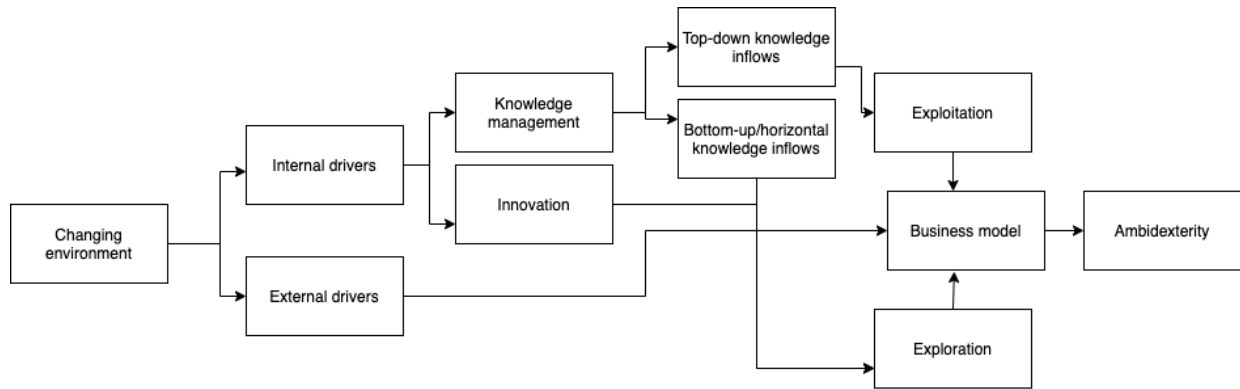 Top-down knowledge
inflows
Knowledge
management
Exploitation
Bottom-up/horizontal
knowledge inflows
Internal drivers
Innovation
Changing
environment
Business model
Ambidexterity
External drivers
Exploration